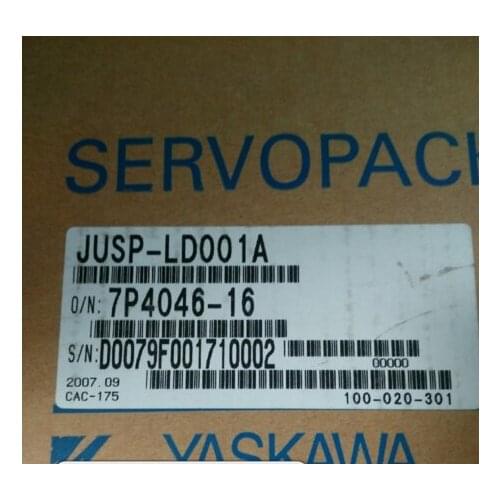 SERVOPACK
JUSP-LD001A
O/N: 7P4046-16
S/N: D0079F001710002
00000
2007.09
CAC-175
100-020-301
YASKAWA